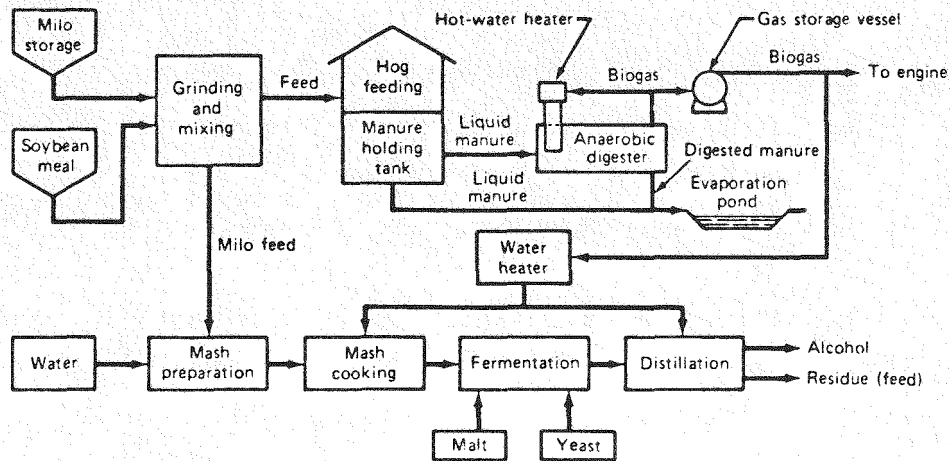 Milo
storage
Soybean
meal
Grinding
and
mixing
Feed
Hog
feeding
Manure
holding
tank
Liquid
manure
Liquid
manure
Hot-water heater
Biogas
Anaerobic
digester
Gas storage vessel
Biogas
To engine
Digested manure
Evaporation
pond
Milo feed
Water
heater
Water
Mash
preparation
Mash
cooking
Fermentation
Distillation
Alcohol
Residue (feed)
Malt
Yeast